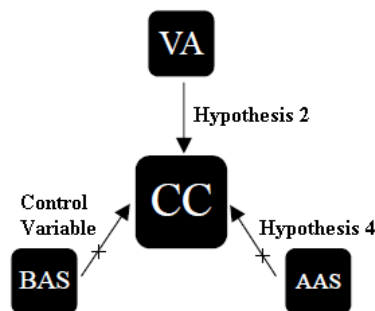 VA
Hypothesis 2
CC
Control
Variable
Hypothesis 4
BAS
AAS